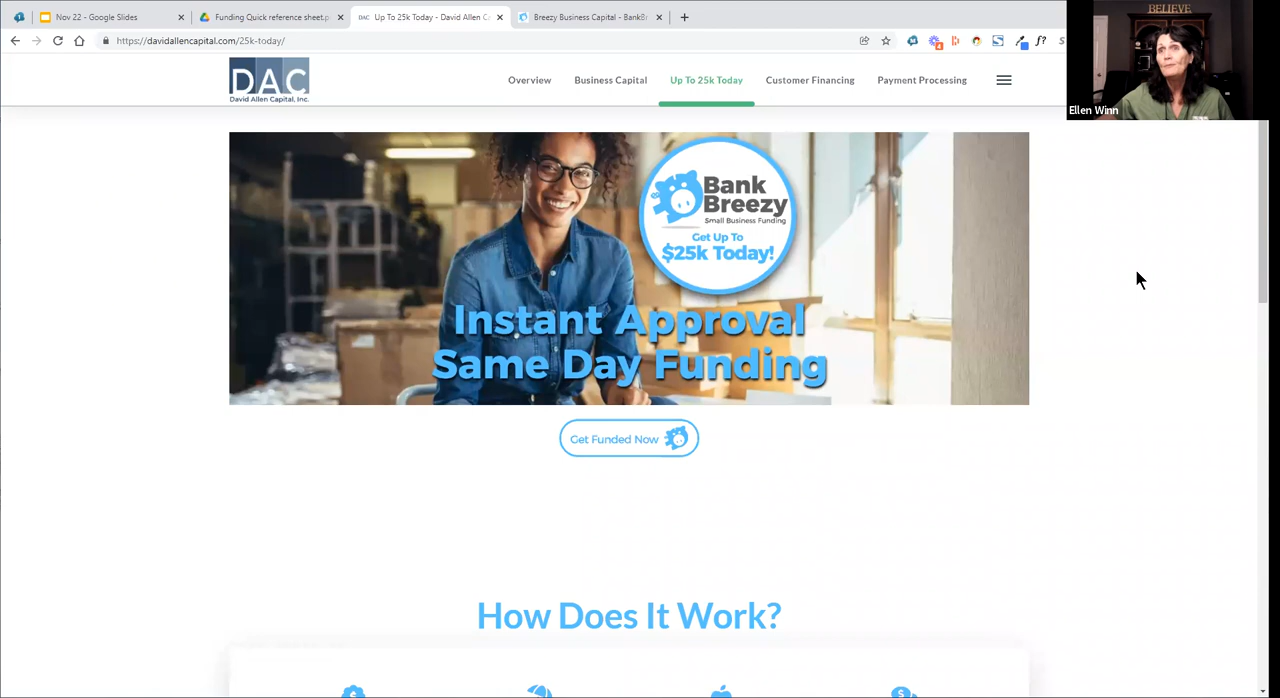 Nov 22 - Google Slides
Funding Quick reference sheet.p
DAC Up To 25k Today - David Allen C
Breezy Business Capital - BankBr
https://davidallencapital.com/25k-today/
BELIEVE
Ellen Winn
DAC
David Allen Capital, Inc.
Overview
Business Capital
Up To 25k Today
Customer Financing
Payment Processing
Bank
Breezy
Small Business Funding
Get Up To
$25k Today!
Instant Approval
Same Day Funding
Get Funded Now
How Does It Work?